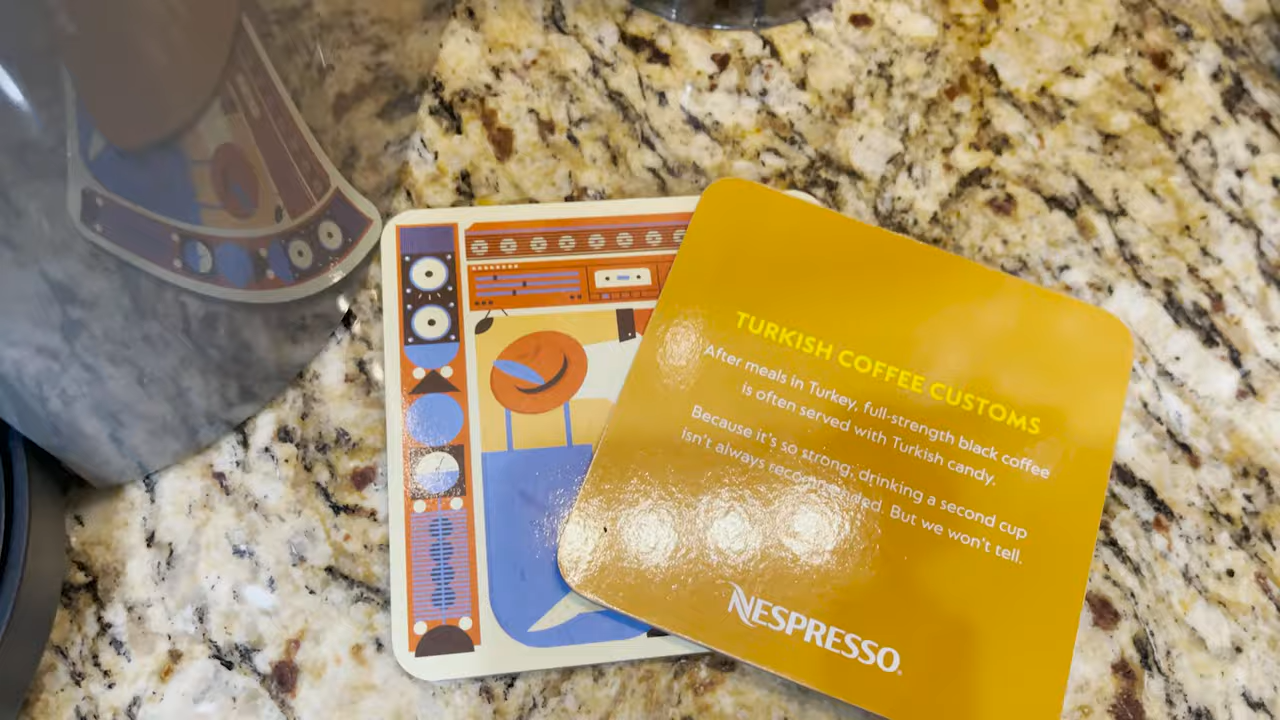 TURKISH COFFEE CUSTOMS
After meals in Turkey, full-strength black coffee
is often served with Turkish candy.
Because it's so strong, drinking a second cup
isn't always recommended. But we won't tell.
NESPRESSO